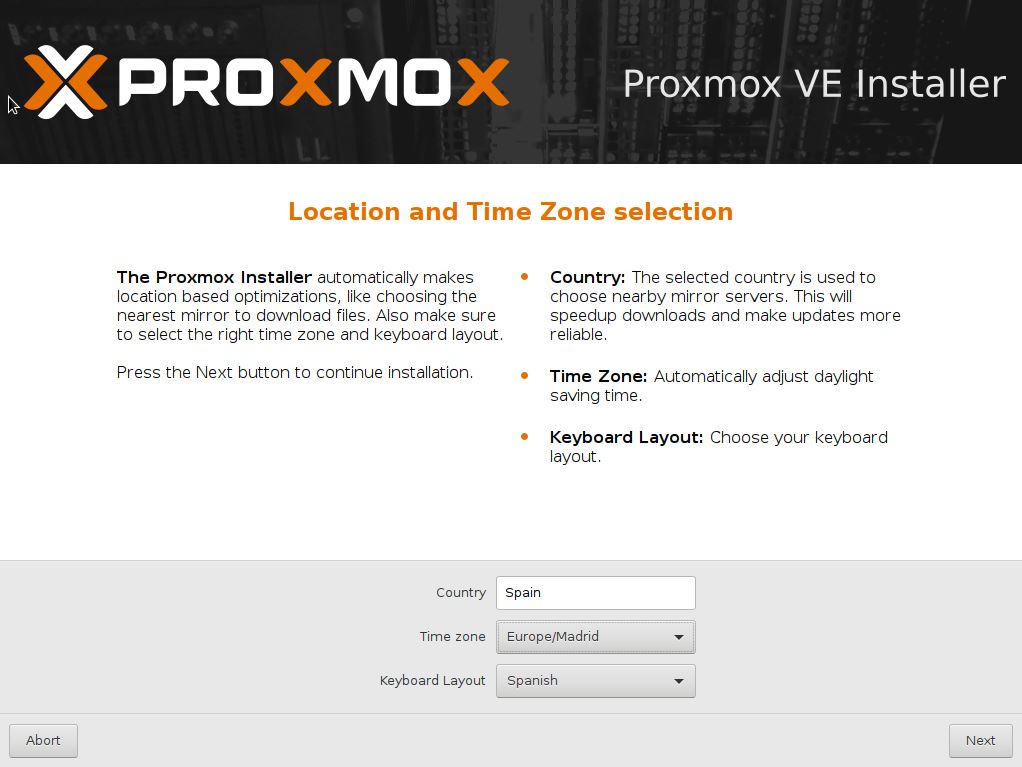 PROXMOX
Proxmox VE Installer
Location and Time Zone selection
The Proxmox Installer automatically makes
location based optimizations, like choosing the
nearest mirror to download files. Also make sure
to select the right time zone and keyboard layout.
Press the Next button to continue installation.
Country: The selected country is used to
choose nearby mirror servers. This will
speedup downloads and make updates more
reliable.
Time Zone: Automatically adjust daylight
saving time.
Keyboard Layout: Choose your keyboard
layout.
Country Spain
Time zone Europe/Madrid
Keyboard Layout Spanish
Abort Next